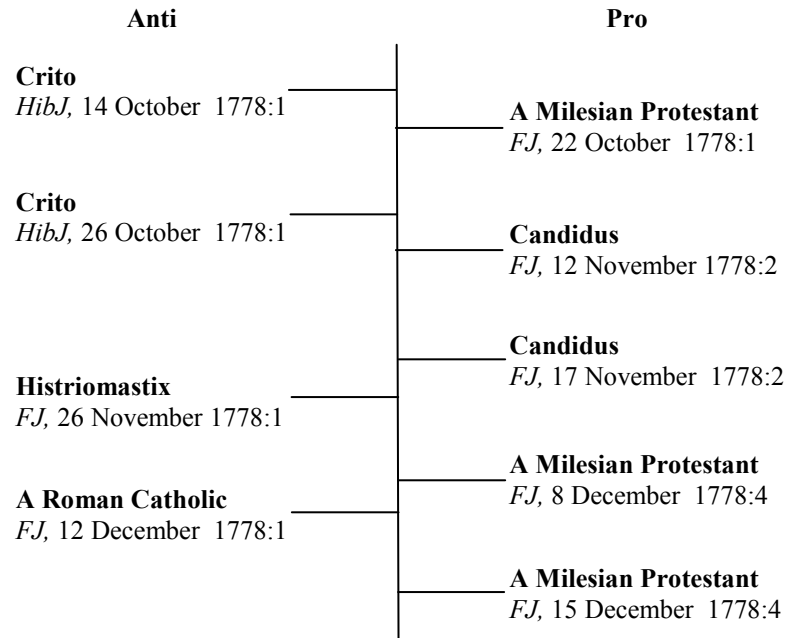 Anti
Pro
Crito
HibJ, 14 October 1778:1
A Milesian Protestant
FJ, 22 October 1778:1
Crito
HibJ, 26 October 1778:1
Candidus
FJ, 12 November 1778:2
Candidus
FJ, 17 November 1778:2
Histriomastix
FJ, 26 November 1778:1
A Milesian Protestant
FJ, 8 December 1778:4
A Roman Catholic
FJ, 12 December 1778:1
A Milesian Protestant
FJ, 15 December 1778:4